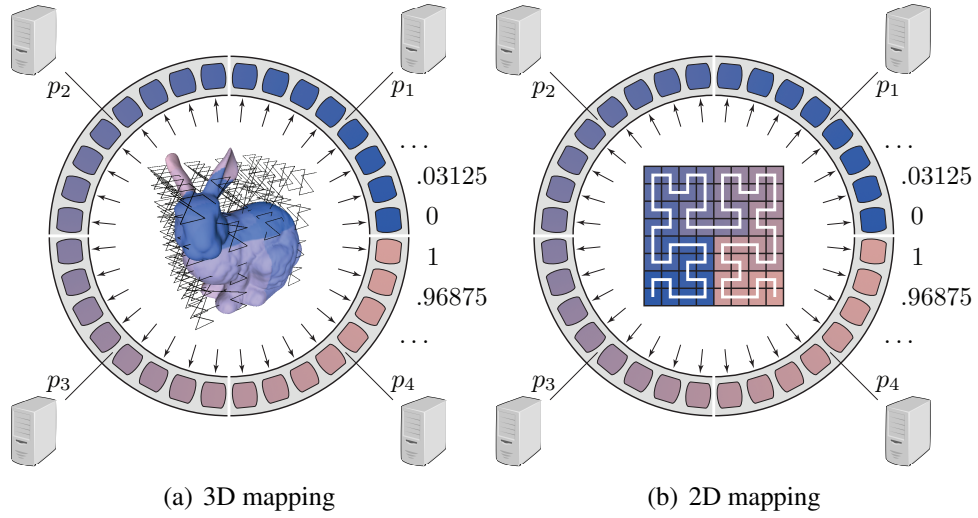 p₂
p₁
...
.03125
0
1
.96875
...
p₃
p₄
(a) 3D mapping
p₂
p₁
...
.03125
0
1
.96875
...
p₃
p₄
(b) 2D mapping